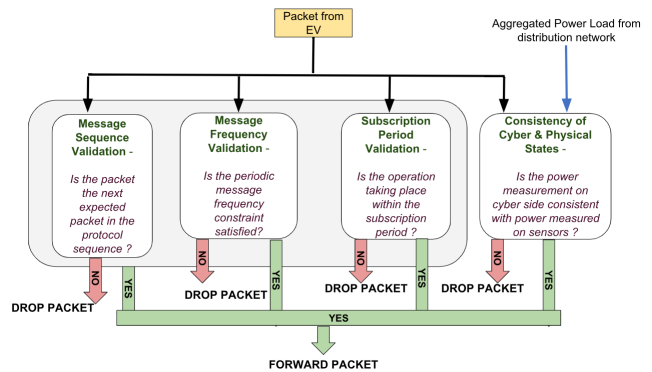 Packet from
EV
Aggregated Power Load from
distribution network
Message
Sequence
Validation -
Is the packet
the next
expected
packet in the
protocol
sequence ?
Message
Frequency
Validation -
Is the periodic
message
frequency
constraint
satisfied?
Subscription
Period
Validation -
Is the operation
taking place
within the
subscription
period ?
Consistency of
Cyber & Physical
States -
Is the power
measurement on
cyber side consistent
with power measured
on sensors ?
NO
YES
NO
YES
NO
YES
NO
YES
DROP PACKET
DROP PACKET
DROP PACKET
DROP PACKET
YES
FORWARD PACKET